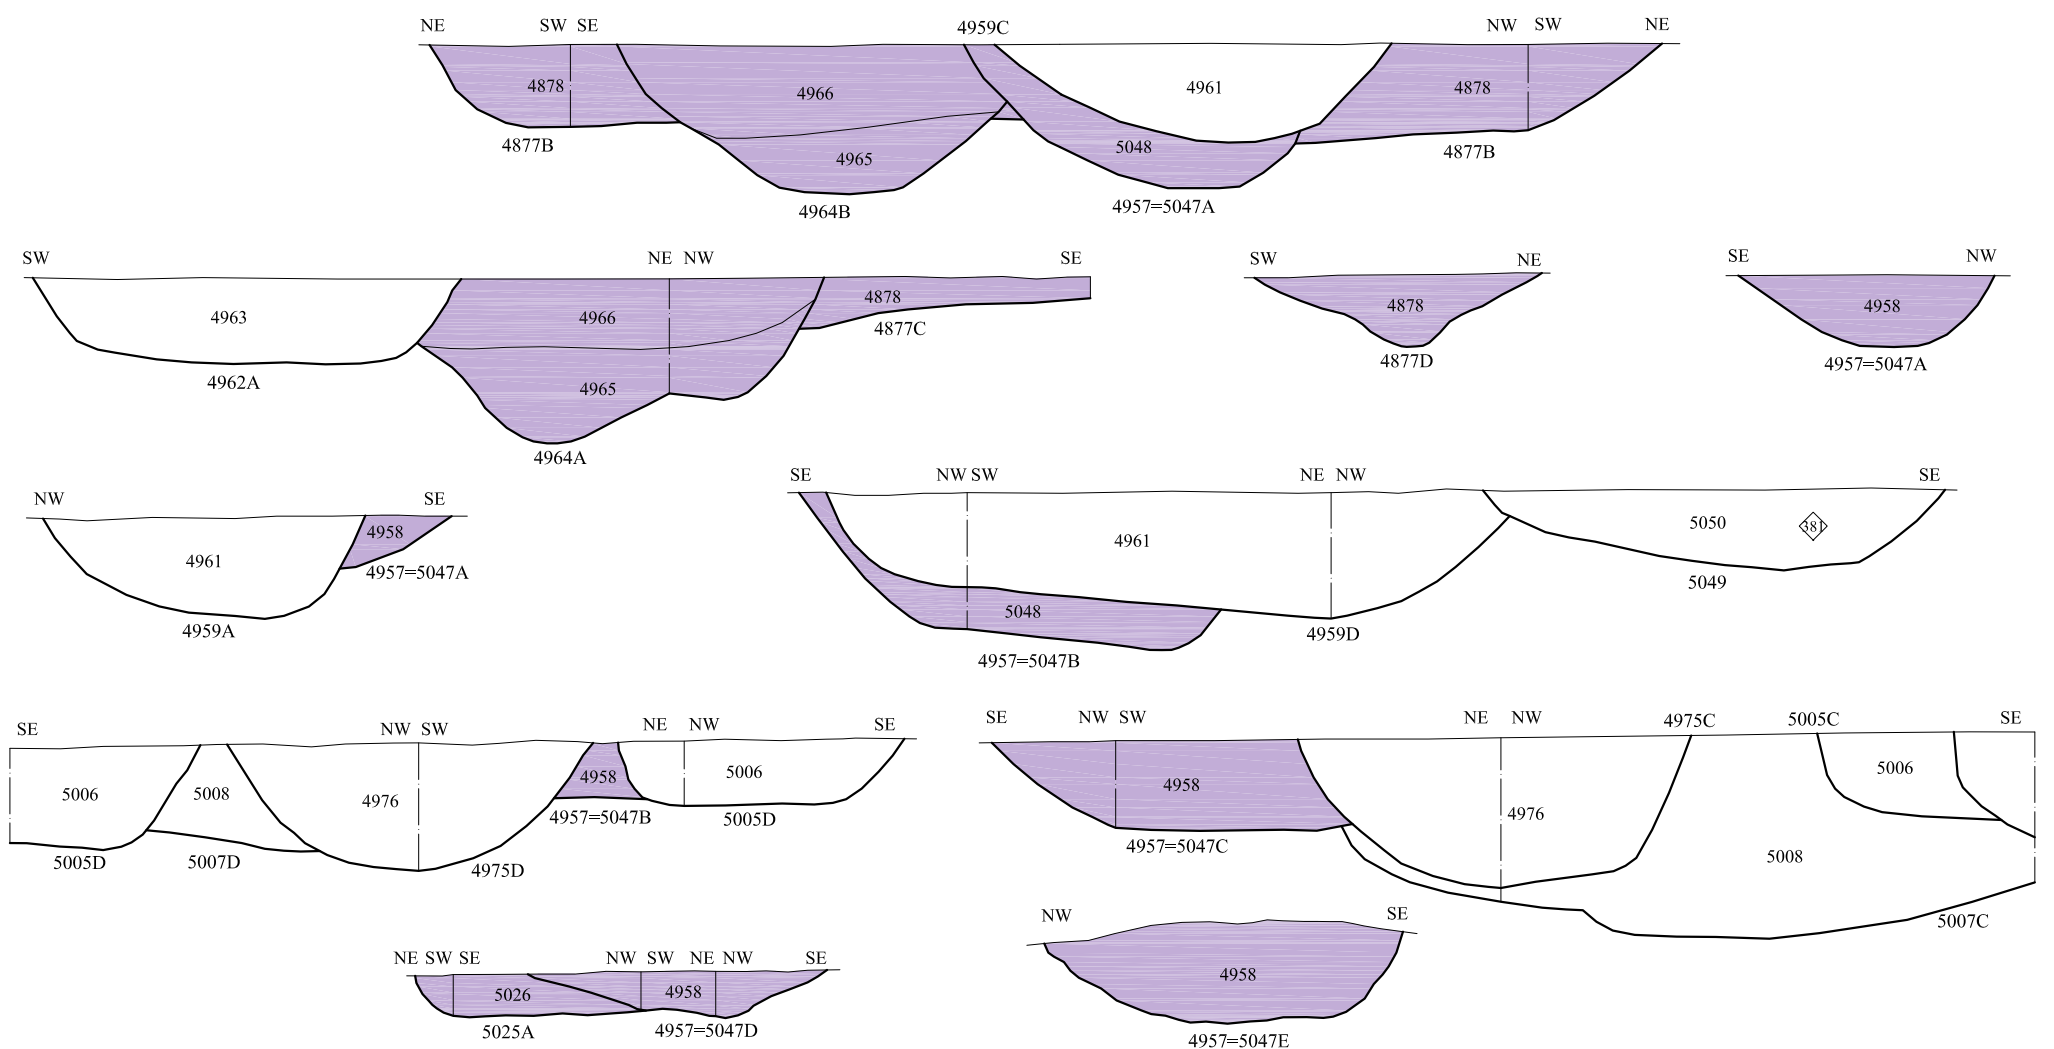 NE SW SE 4959C NW SW NE
4878 4966 4961 4878
4877B 4965 5048 4877B
4964B 4957=5047A
SW NE NW SE
4963 4966 4878
4962A 4965 4877C
4964A
SW NE
4878
4877D
SE NW
4958
4957=5047A
NW SE
4961 4958
4959A 4957=5047A
SE NW SW NE NW SE
4961 5050 381
5048 5049
4957=5047B 4959D
SE NW SW NE NW SE
5006 5008 4976 4958 5006
5005D 5007D 4975D 4957=5047B 5005D
SE NW SW NE NW 4975C 5005C SE
4958 4976 5006
4957=5047C 5008
5007C
NE SW SE NW SW NE NW SE
5026 4958
5025A 4957=5047D
NW SE
4958
4957=5047E